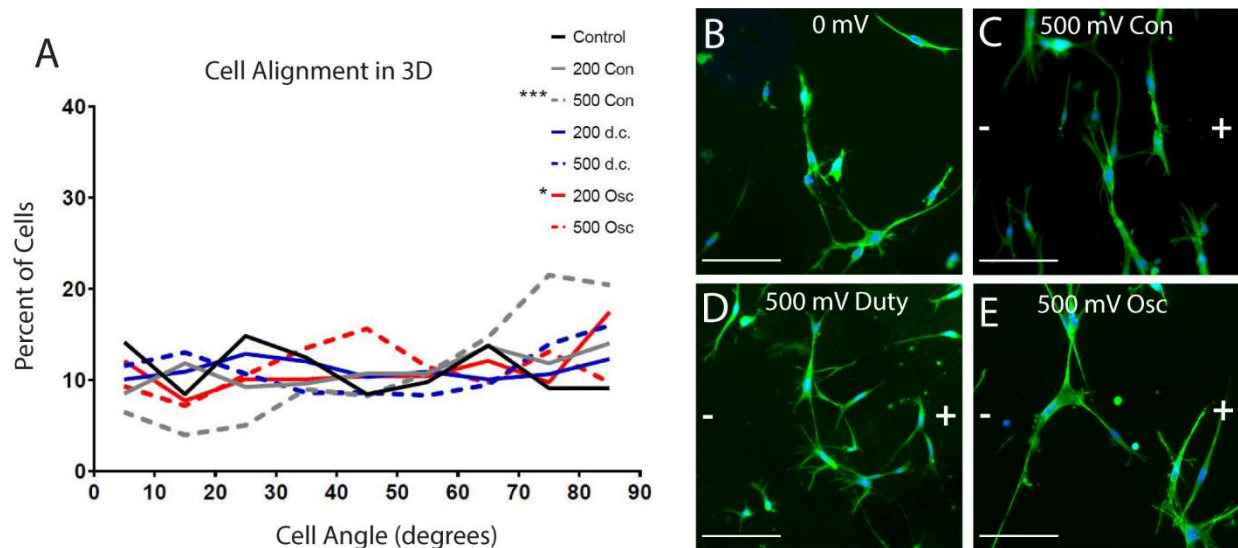 A
Cell Alignment in 3D
Control
200 Con
*** 500 Con
200 d.c.
500 d.c.
* 200 Osc
500 Osc
Percent of Cells
40
30
20
10
0
0 10 20 30 40 50 60 70 80 90
Cell Angle (degrees)
B 0 mV
C 500 mV Con
- +
D 500 mV Duty
- +
E 500 mV Osc
- +